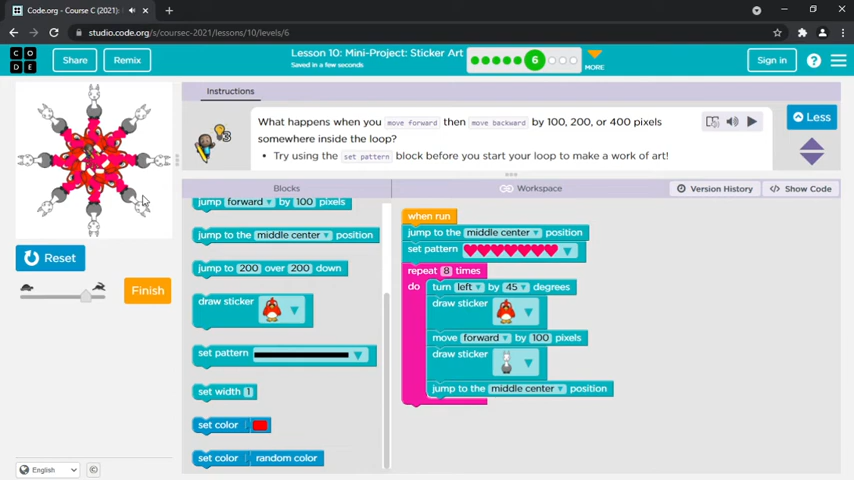 Code.org | Course C (2021):
studio.code.org/s/coursec-2021/lessons/10/levels/6
C O
D E
Share
Remix
Lesson 10: Mini-Project: Sticker Art
Saved in a few seconds
6
MORE
Sign in
?
Instructions
What happens when you move forward then move backward by 100, 200, or 400 pixels
somewhere inside the loop?
• Try using the set pattern block before you start your loop to make a work of art!
3
Less
Blocks
Workspace
Version History
</> Show Code
jump forward by 100 pixels
jump to the middle center position
jump to 200 over 200 down
draw sticker
set pattern
set width 1
set color
set color random color
when run
jump to the middle center position
set pattern
repeat 8 times
do turn left by 45 degrees
draw sticker
move forward by 100 pixels
draw sticker
jump to the middle center position
Reset
Finish
English
©